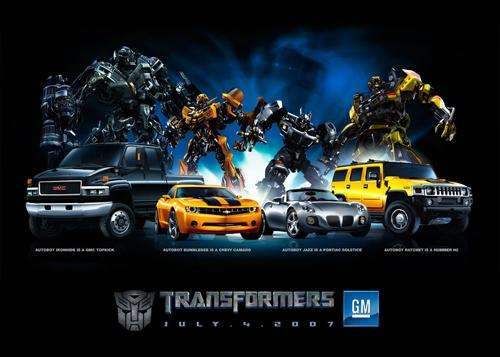 GMC
AUTOBOT IRONHIDE IS A GMC TOPKICK
AUTOBOT BUMBLEBEE IS A CHEVY CAMARO
AUTOBOT JAZZ IS A PONTIAC SOLSTICE
AUTOBOT RATCHET IS A HUMMER H2
TRANSFORMERS
JULY.4.2007
GM